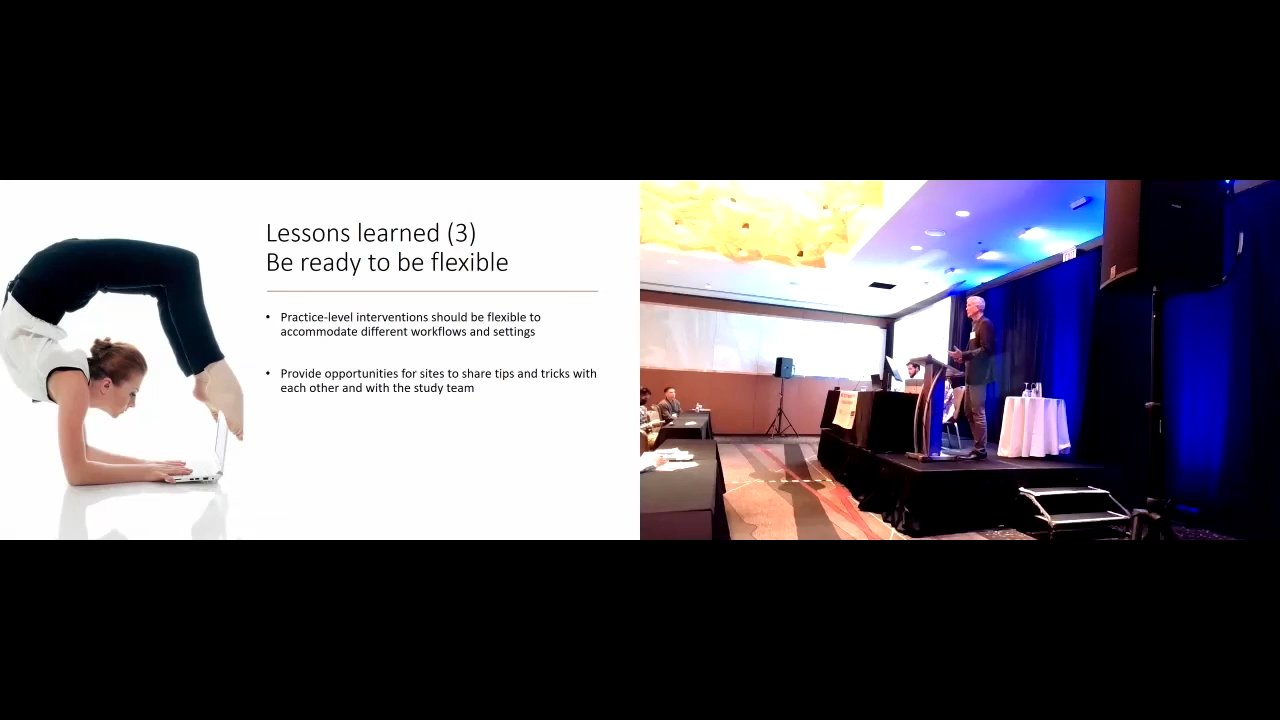 Lessons learned (3)
Be ready to be flexible
• Practice-level interventions should be flexible to
accommodate different workflows and settings
• Provide opportunities for sites to share tips and tricks with
each other and with the study team